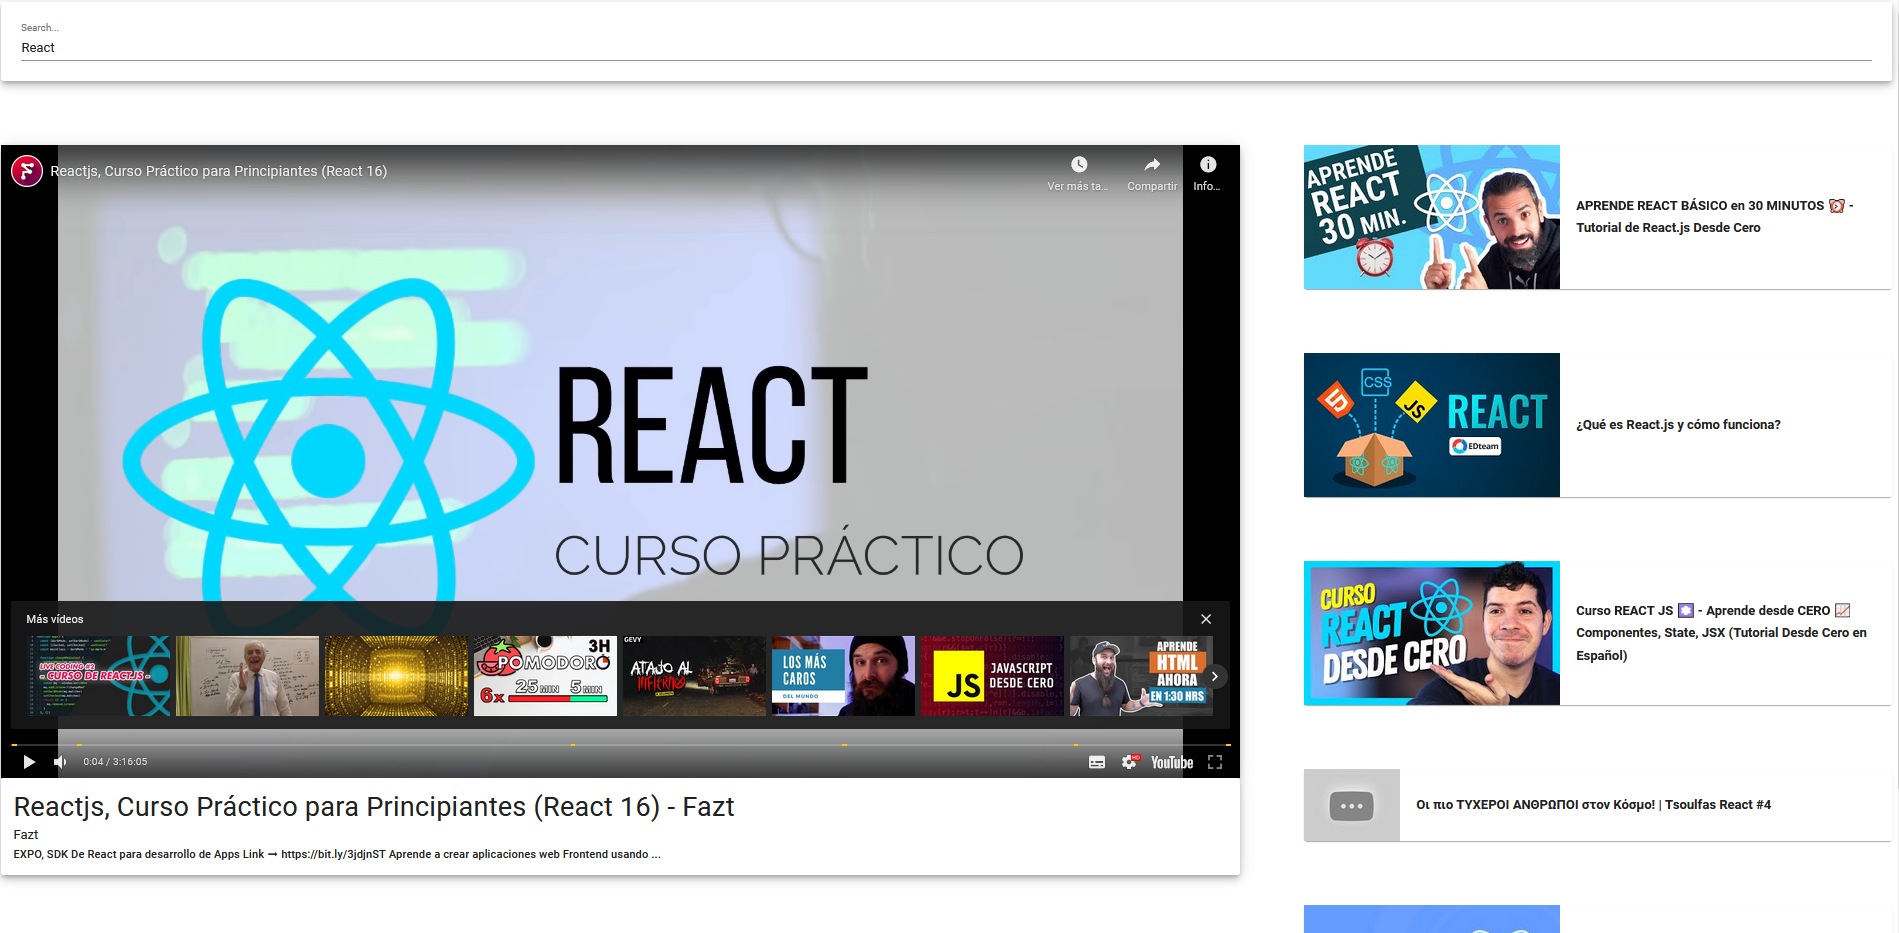 Search...
React
Reactjs, Curso Práctico para Principiantes (React 16)
Ver más ta...
Compartir
Info...
REACT
CURSO PRÁCTICO
Más vídeos
LIVE CODING #2
- CURSO DE REACT.JS -
3H
POMODORO
6x 25 MIN 5 MIN
GEVY
ATAJO AL
INFIERNO
LOS MÁS
CAROS
DEL MUNDO
JS
JAVASCRIPT
DESDE CERO
APRENDE
HTML
AHORA
EN 1:30 HRS
0:04 / 3:16:05
HD
YouTube
Reactjs, Curso Práctico para Principiantes (React 16) - Fazt
Fazt
EXPO, SDK De React para desarrollo de Apps Link ➞ https://bit.ly/3jdjnST Aprende a crear aplicaciones web Frontend usando ...
APRENDE
REACT
30 MIN.
APRENDE REACT BÁSICO en 30 MINUTOS ⏰ -
Tutorial de React.js Desde Cero
CSS
JS
REACT
EDteam
¿Qué es React.js y cómo funciona?
CURSO
REACT
DESDE CERO
Curso REACT JS ⚛️ - Aprende desde CERO 📈
Componentes, State, JSX (Tutorial Desde Cero en
Español)
Οι πιο ΤΥΧΕΡΟΙ ΑΝΘΡΩΠΟΙ στον Κόσμο! | Tsoulfas React #4